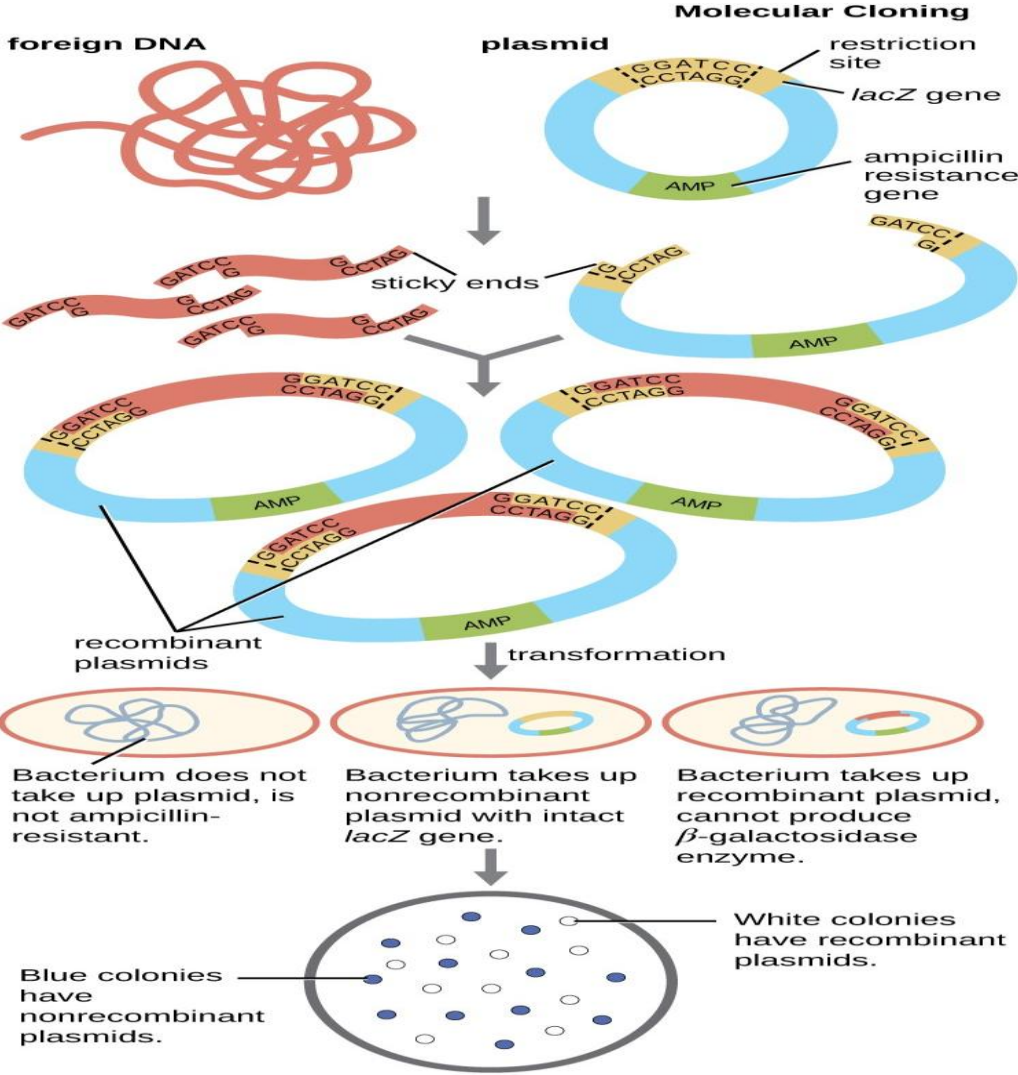 Molecular Cloning
foreign DNA
plasmid
GGATCC
CCTAGG
restriction
site
lacZ gene
ampicillin
resistance
gene
AMP
GATCC
G
G
CCTAG
GATCC
G
G
CCTAG
GATCC
G
G
CCTAG
sticky ends
G
CCTAG
GATCC
G
AMP
GGATCC
CCTAGG
GGATCC
CCTAGG
AMP
GGATCC
CCTAGG
GGATCC
CCTAGG
AMP
GGATCC
CCTAGG
GGATCC
CCTAGG
AMP
recombinant
plasmids
transformation
Bacterium does not
take up plasmid, is
not ampicillin-
resistant.
Bacterium takes up
nonrecombinant
plasmid with intact
lacZ gene.
Bacterium takes up
recombinant plasmid,
cannot produce
β-galactosidase
enzyme.
White colonies
have recombinant
plasmids.
Blue colonies
have
nonrecombinant
plasmids.